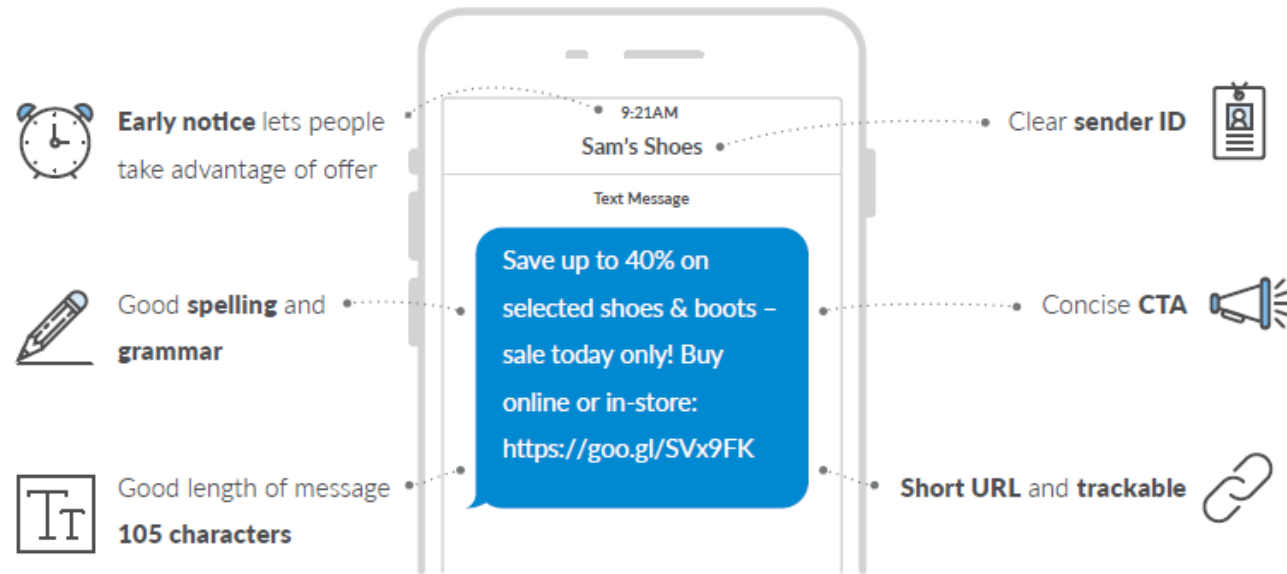 Early notice lets people
take advantage of offer
Good spelling and
grammar
Good length of message
105 characters
9:21AM
Sam's Shoes
Text Message
Save up to 40% on
selected shoes & boots –
sale today only! Buy
online or in-store:
https://goo.gl/SVx9FK
Clear sender ID
Concise CTA
Short URL and trackable
TT